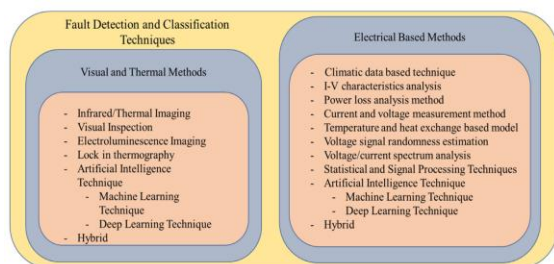 Fault Detection and Classification
Techniques
Visual and Thermal Methods
- Infrared/Thermal Imaging
- Visual Inspection
- Electroluminescence Imaging
- Lock in thermography
- Artificial Intelligence
Technique
- Machine Learning
Technique
- Deep Learning Technique
- Hybrid
Electrical Based Methods
- Climatic data based technique
- I-V characteristics analysis
- Power loss analysis method
- Current and voltage measurement method
- Temperature and heat exchange based model
- Voltage signal randomness estimation
- Voltage/current spectrum analysis
- Statistical and Signal Processing Techniques
- Artificial Intelligence Technique
- Machine Learning Technique
- Deep Learning Technique
- Hybrid